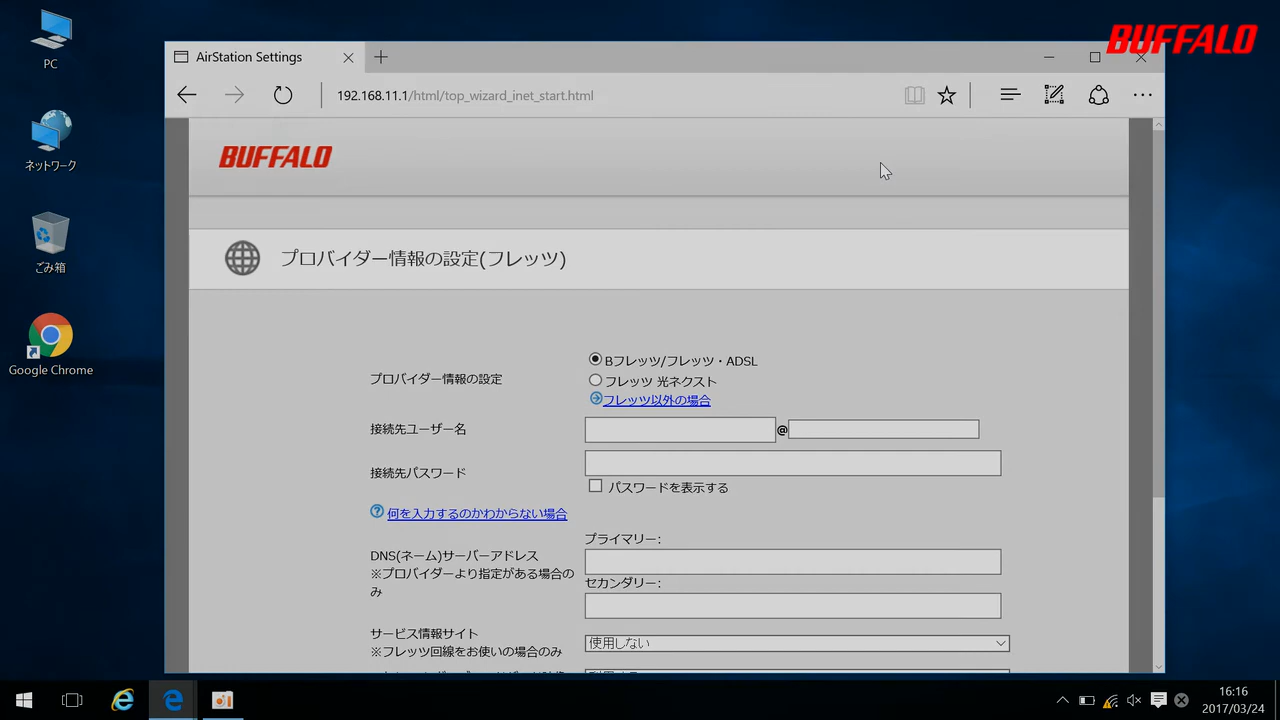 PC
ネットワーク
ごみ箱
Google Chrome
BUFFALO
AirStation Settings
192.168.11.1/html/top_wizard_inet_start.html
BUFFALO
プロバイダー情報の設定(フレッツ)
プロバイダー情報の設定
Bフレッツ/フレッツ・ADSL
フレッツ 光ネクスト
フレッツ以外の場合
接続先ユーザー名
@
接続先パスワード
パスワードを表示する
何を入力するのかわからない場合
DNS(ネーム)サーバーアドレス
※プロバイダーより指定がある場合の
み
プライマリー:
セカンダリー:
サービス情報サイト
※フレッツ回線をお使いの場合のみ
使用しない
16:16
2017/03/24